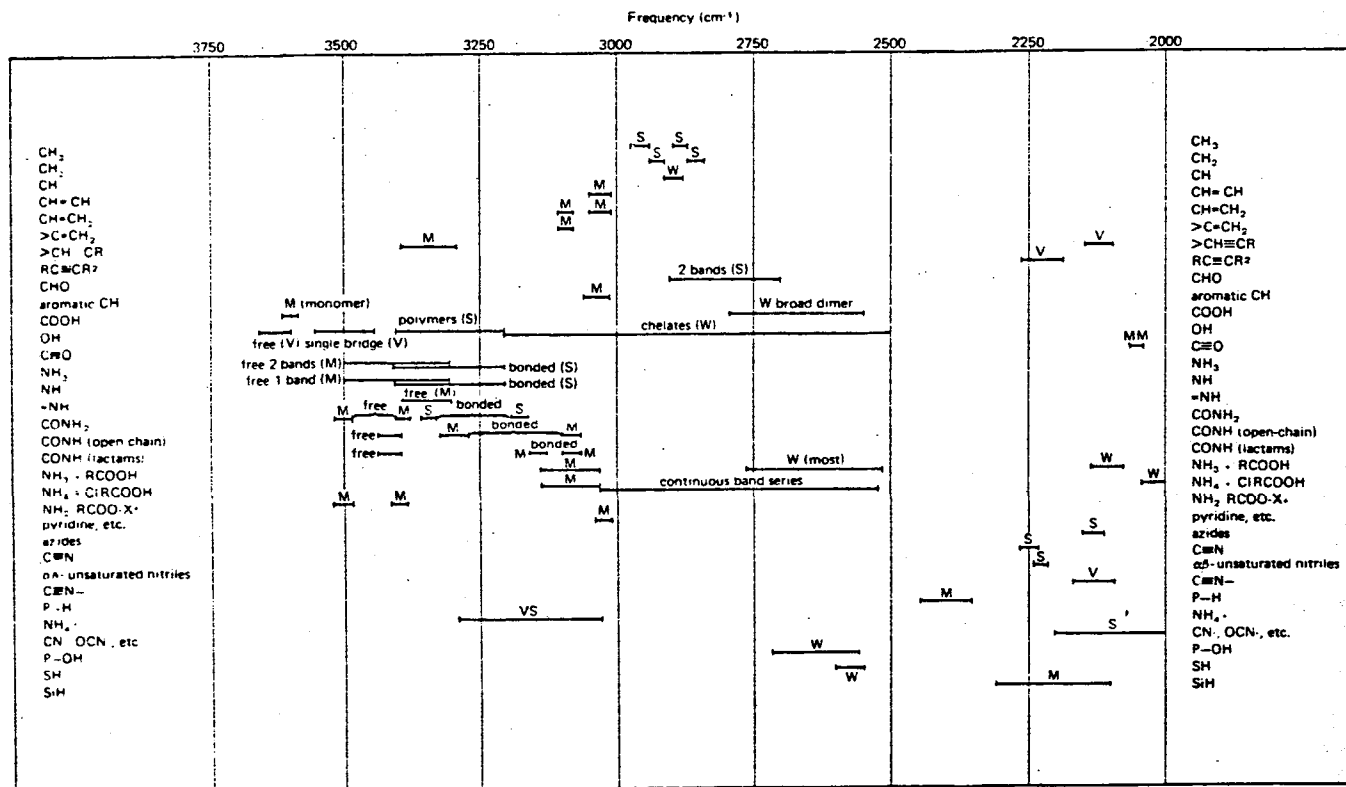 Frequency (cm⁻¹)
3750 3500 3250 3000 2750 2500 2250 2000
CH₃ S S CH₃
CH₂ S S CH₂
CH W CH
CH=CH M CH=CH
CH=CH₂ M M CH=CH₂
>C=CH₂ M >C=CH₂
>CH CR M V >CH≡CR
RC≡CR² V RC≡CR²
CHO 2 bands (S) CHO
aromatic CH M aromatic CH
COOH M (monomer) W broad dimer COOH
OH polymers (S) chelates (W) OH
free (V) single bridge (V)
C≡O MM C≡O
NH₂ free 2 bands (M) bonded (S) NH₃
NH free 1 band (M) bonded (S) NH
=NH free (M) =NH
CONH₂ M free M S bonded S CONH₂
CONH (open chain) free M bonded M CONH (open-chain)
CONH (lactams) free M bonded M CONH (lactams)
NH₂ · RCOOH M W (most) W NH₃ · RCOOH
NH₄ · ClRCOOH M continuous band series W NH₄ · ClRCOOH
NH₂ RCOO-X+ M M NH₂ RCOO-X+
pyridine, etc. M pyridine, etc.
azides S azides
C≡N S C≡N
αβ- unsaturated nitriles S αβ-unsaturated nitriles
C≡N– V C≡N–
P–H M P–H
NH₄· VS NH₄·
CN OCN , etc S CN·, OCN·, etc.
P–OH W P–OH
SH W SH
SiH M SiH